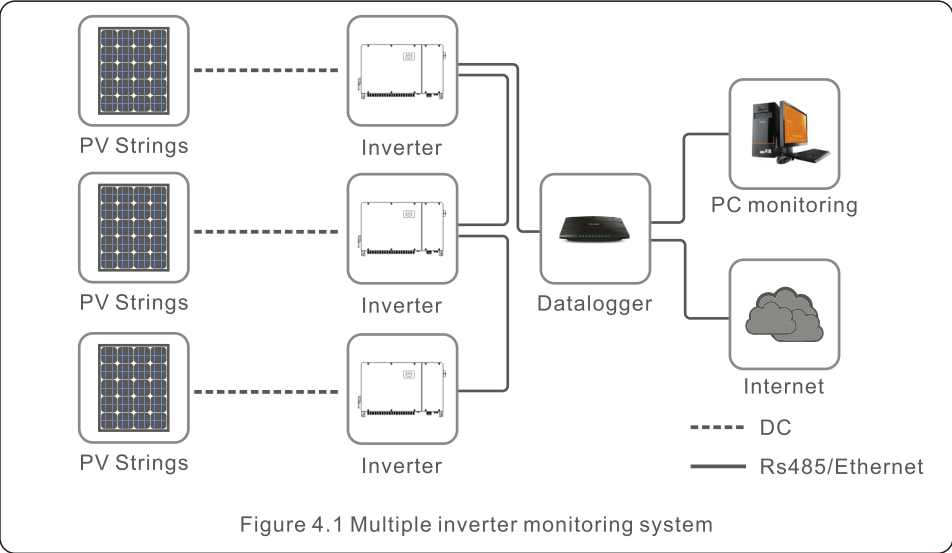 PV Strings
Inverter
PC monitoring
PV Strings
Inverter
Datalogger
Internet
DC
PV Strings
Inverter
Rs485/Ethernet
Figure 4.1 Multiple inverter monitoring system